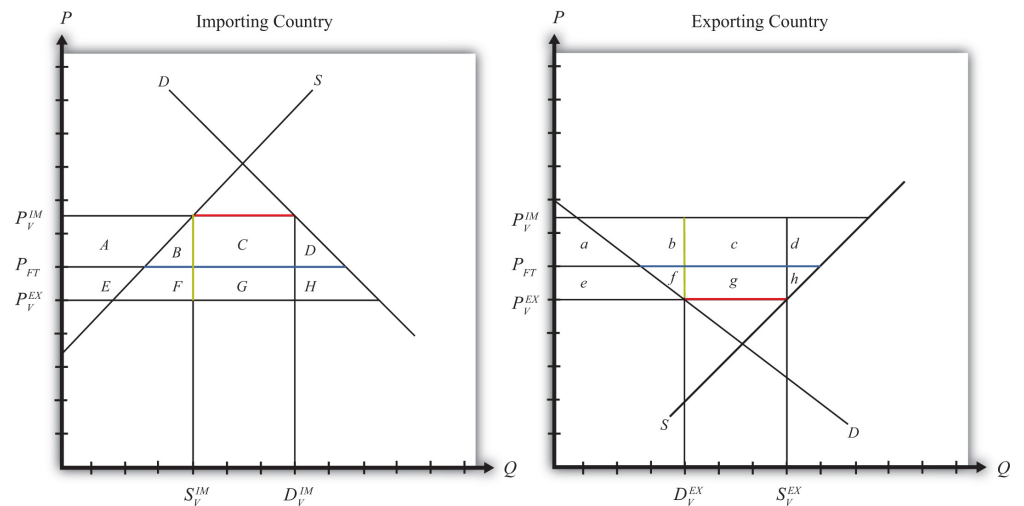 Importing Country
P
D
S
P_V^IM
A
B
C
D
P_FT
E
F
G
H
P_V^EX
S_V^IM
D_V^IM
Q
Exporting Country
P
P_V^IM
a
b
c
d
P_FT
e
f
g
h
P_V^EX
S
D
D_V^EX
S_V^EX
Q